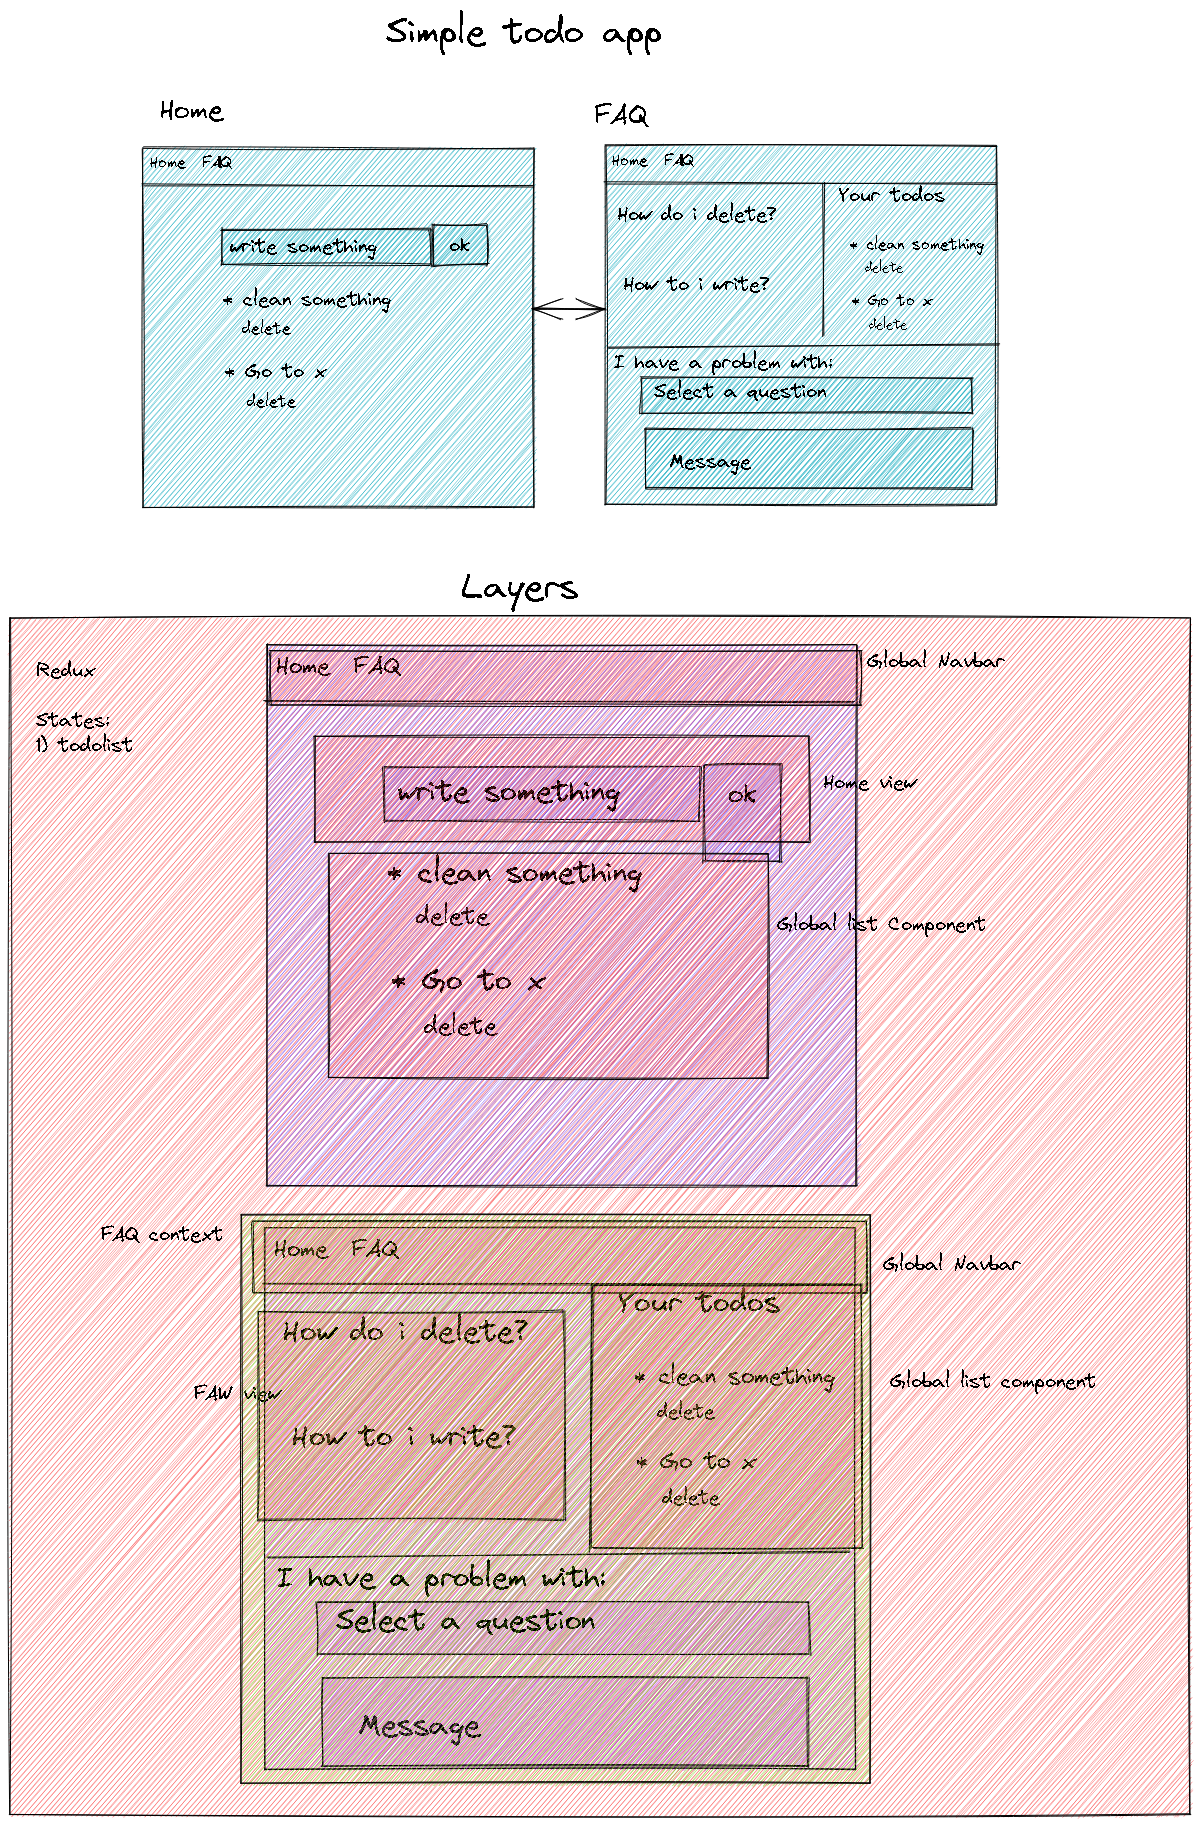 Simple todo app
Home
Home FAQ
write something
ok
* clean something
delete
* Go to x
delete
FAQ
Home FAQ
How do i delete?
How to i write?
Your todos
* clean something
delete
* Go to x
delete
I have a problem with:
Select a question
Message
Layers
Redux
States:
1) todolist
Home FAQ
Global Navbar
write something
ok
Home view
* clean something
delete
* Go to x
delete
Global list Component
FAQ context
Home FAQ
Global Navbar
How do i delete?
FAW view
How to i write?
Your todos
* clean something
delete
* Go to x
delete
Global list component
I have a problem with:
Select a question
Message